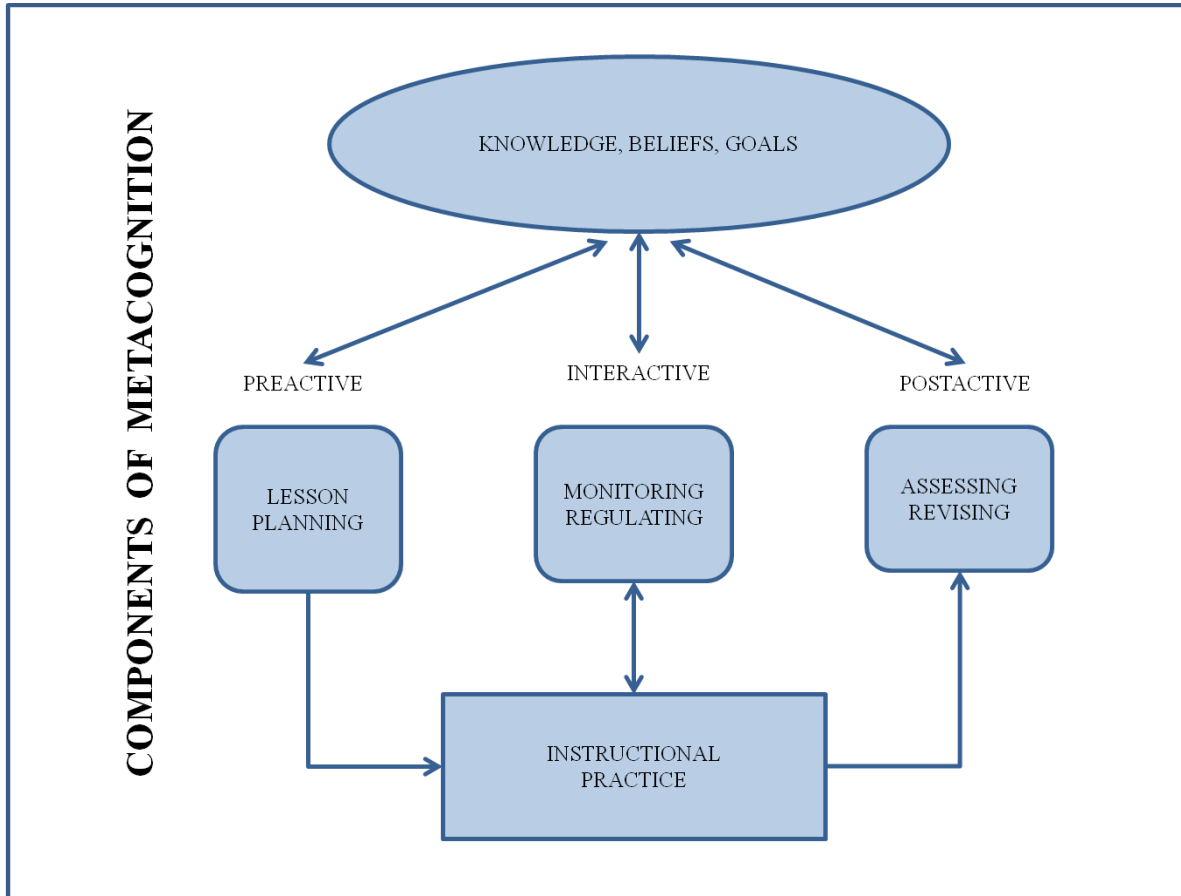 COMPONENTS OF METACOGNITION
KNOWLEDGE, BELIEFS, GOALS
PREACTIVE
INTERACTIVE
POSTACTIVE
LESSON
PLANNING
MONITORING
REGULATING
ASSESSING
REVISING
INSTRUCTIONAL
PRACTICE